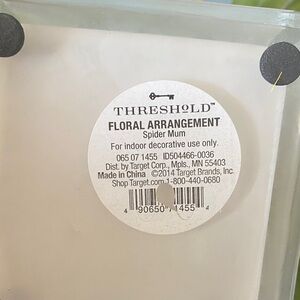 THRESHOLD™
FLORAL ARRANGEMENT
Spider Mum
For indoor decorative use only.
065 07 1455 ID504466-0036
Dist. by Target Corp., Mpls., MN 55403
Made in China ©2014 Target Brands, Inc.
Shop Target.com 1-800-440-0680
4 90650 71455 4